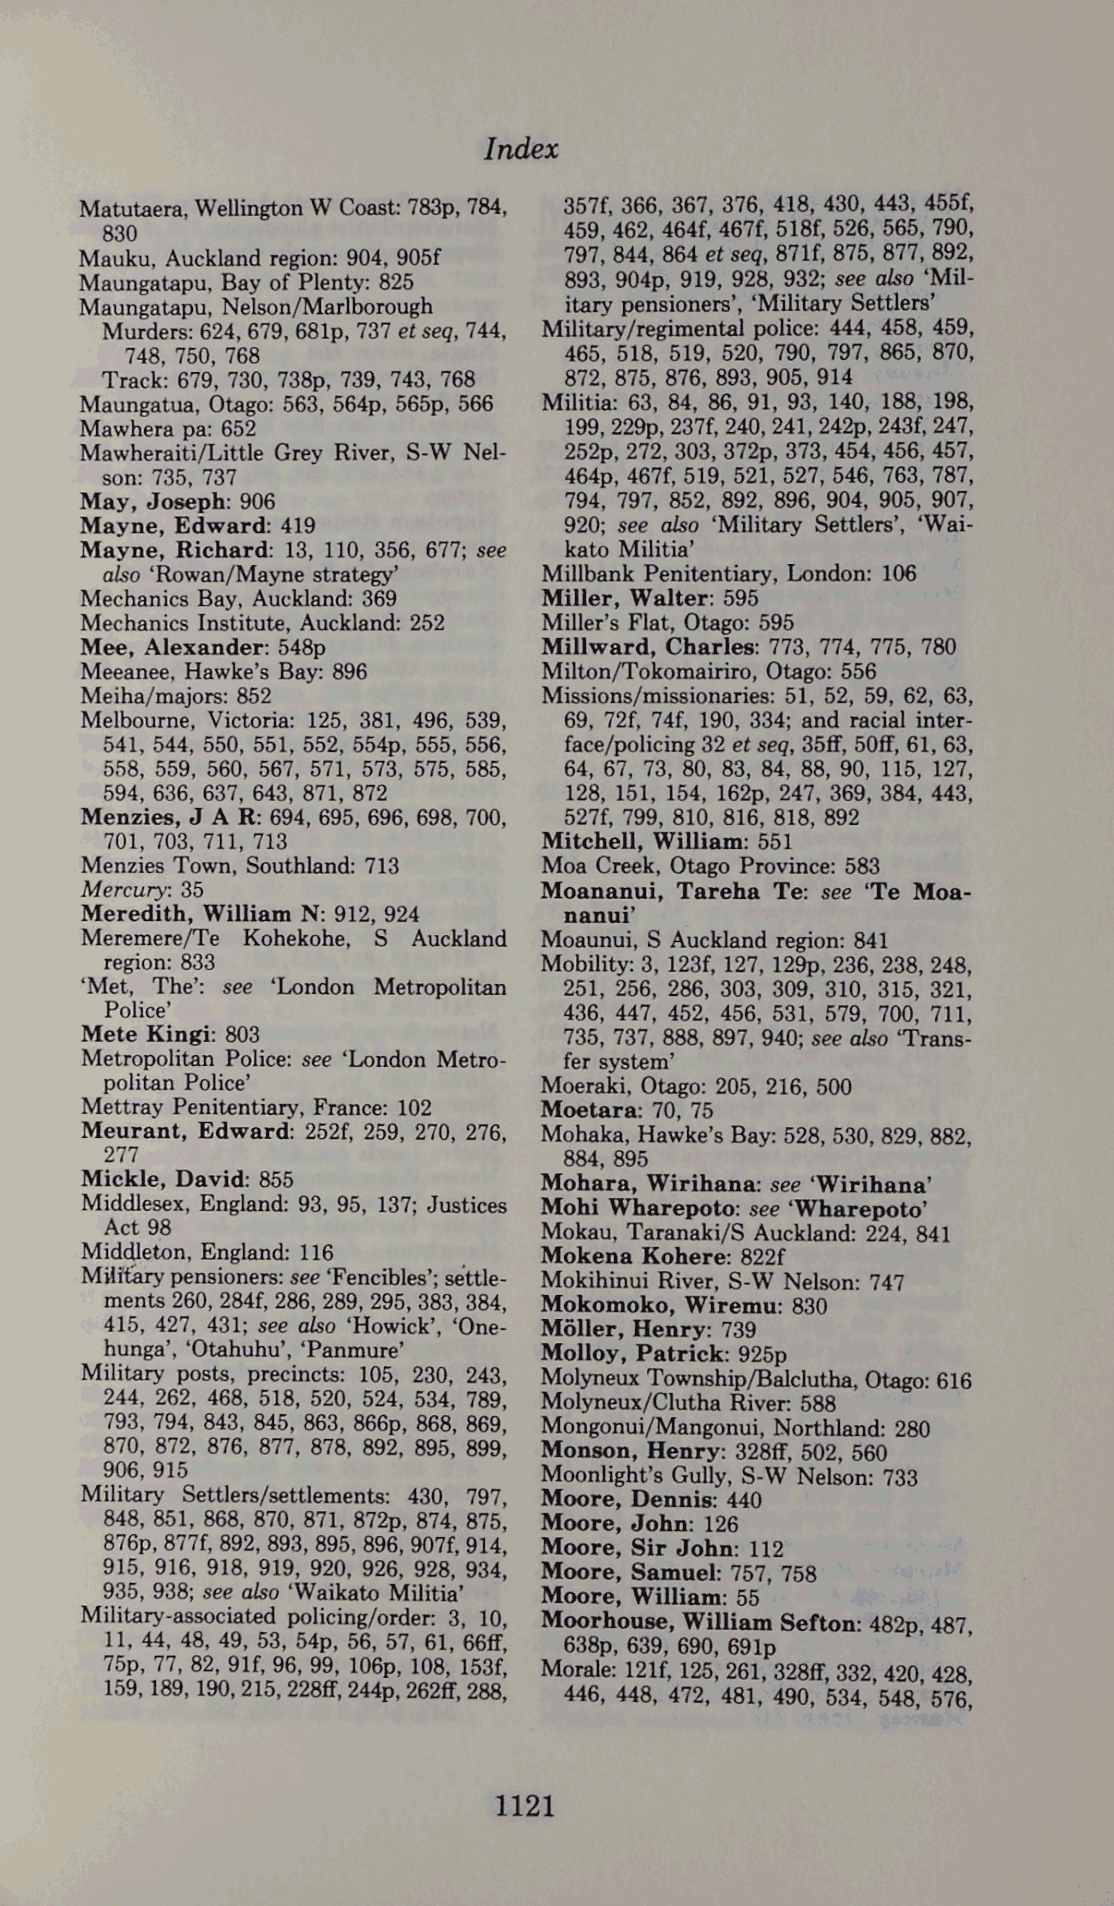 Index
Matutaera, Wellington W Coast: 783p, 784,
830
Mauku, Auckland region: 904, 905f
Maungatapu, Bay of Plenty: 825
Maungatapu, Nelson/Marlborough
Murders: 624, 679, 681p, 737 et seq, 744,
748, 750, 768
Track: 679, 730, 738p, 739, 743, 768
Maungatua, Otago: 563, 564p, 565p, 566
Mawhera pa: 652
Mawheraiti/Little Grey River, S-W Nel-
son: 735, 737
May, Joseph: 906
Mayne, Edward: 419
Mayne, Richard: 13, 110, 356, 677; see
also ‘Rowan/Mayne strategy’
Mechanics Bay, Auckland: 369
Mechanics Institute, Auckland: 252
Mee, Alexander: 548p
Meeanee, Hawke’s Bay: 896
Meiha/majors: 852
Melbourne, Victoria: 125, 381, 496, 539,
541, 544, 550, 551, 552, 554p, 555, 556,
558, 559, 560, 567, 571, 573, 575, 585,
594, 636, 637, 643, 871, 872
Menzies, J A R: 694, 695, 696, 698, 700,
701, 703, 711, 713
Menzies Town, Southland: 713
Mercury: 35
Meredith, William N: 912, 924
Meremere/Te Kohekohe, S Auckland
region: 833
‘Met, The’: see ‘London Metropolitan
Police’
Mete Kingi: 803
Metropolitan Police: see ‘London Metro-
politan Police’
Mettray Penitentiary, France: 102
Meurant, Edward: 252f, 259, 270, 276,
277
Mickle, David: 855
Middlesex, England: 93, 95, 137; Justices
Act 98
Middleton, England: 116
Military pensioners: see ‘Fencibles’; settle-
ments 260, 284f, 286, 289, 295, 383, 384,
415, 427, 431; see also ‘Howick’, ‘One-
hunga’, ‘Otahuhu’, ‘Panmure’
Military posts, precincts: 105, 230, 243,
244, 262, 468, 518, 520, 524, 534, 789,
793, 794, 843, 845, 863, 866p, 868, 869,
870, 872, 876, 877, 878, 892, 895, 899,
906, 915
Military Settlers/settlements: 430, 797,
848, 851, 868, 870, 871, 872p, 874, 875,
876p, 877f, 892, 893, 895, 896, 907f, 914,
915, 916, 918, 919, 920, 926, 928, 934,
935, 938; see also ‘Waikato Militia’
Military-associated policing/order: 3, 10,
11, 44, 48, 49, 53, 54p, 56, 57, 61, 66ff,
75p, 77, 82, 91f, 96, 99, 106p, 108, 153f,
159, 189, 190, 215, 228ff, 244p, 262ff, 288,
357f, 366, 367, 376, 418, 430, 443, 455f,
459, 462, 464f, 467f, 518f, 526, 565, 790,
797, 844, 864 et seq, 871f, 875, 877, 892,
893, 904p, 919, 928, 932; see also ‘Mil-
itary pensioners’, ‘Military Settlers’
Military/regimental police: 444, 458, 459,
465, 518, 519, 520, 790, 797, 865, 870,
872, 875, 876, 893, 905, 914
Militia: 63, 84, 86, 91, 93, 140, 188, 198,
199, 229p, 237f, 240, 241, 242p, 243f, 247,
252p, 272, 303, 372p, 373, 454, 456, 457,
464p, 467f, 519, 521, 527, 546, 763, 787,
794, 797, 852, 892, 896, 904, 905, 907,
920; see also ‘Military Settlers’, ‘Wai-
kato Militia’
Millbank Penitentiary, London: 106
Miller, Walter: 595
Miller’s Flat, Otago: 595
Millward, Charles: 773, 774, 775, 780
Milton/Tokomairiro, Otago: 556
Missions/missionaries: 51, 52, 59, 62, 63,
69, 72f, 74f, 190, 334; and racial inter-
face/policing 32 et seq, 35ff, 50ff, 61, 63,
64, 67, 73, 80, 83, 84, 88, 90, 115, 127,
128, 151, 154, 162p, 247, 369, 384, 443,
527f, 799, 810, 816, 818, 892
Mitchell, William: 551
Moa Creek, Otago Province: 583
Moananui, Tareha Te: see ‘Te Moa-
nanui’
Moaunui, S Auckland region: 841
Mobility: 3, 123f, 127, 129p, 236, 238, 248,
251, 256, 286, 303, 309, 310, 315, 321,
436, 447, 452, 456, 531, 579, 700, 711,
735, 737, 888, 897, 940; see also ‘Trans-
fer system’
Moeraki, Otago: 205, 216, 500
Moetara: 70, 75
Mohaka, Hawke’s Bay: 528, 530, 829, 882,
884, 895
Mohara, Wirihana: see ‘Wirihana’
Mohi Wharepoto: see ‘Wharepoto’
Mokau, Taranaki/S Auckland: 224, 841
Mokena Kohere: 822f
Mokihinui River, S-W Nelson: 747
Mokomoko, Wiremu: 830
Möller, Henry: 739
Molloy, Patrick: 925p
Molyneux Township/Balclutha, Otago: 616
Molyneux/Clutha River: 588
Mongonui/Mangonui, Northland: 280
Monson, Henry: 328ff, 502, 560
Moonlight’s Gully, S-W Nelson: 733
Moore, Dennis: 440
Moore, John: 126
Moore, Sir John: 112
Moore, Samuel: 757, 758
Moore, William: 55
Moorhouse, William Sefton: 482p, 487,
638p, 639, 690, 691p
Morale: 121f, 125, 261, 328ff, 332, 420, 428,
446, 448, 472, 481, 490, 534, 548, 576,
1121